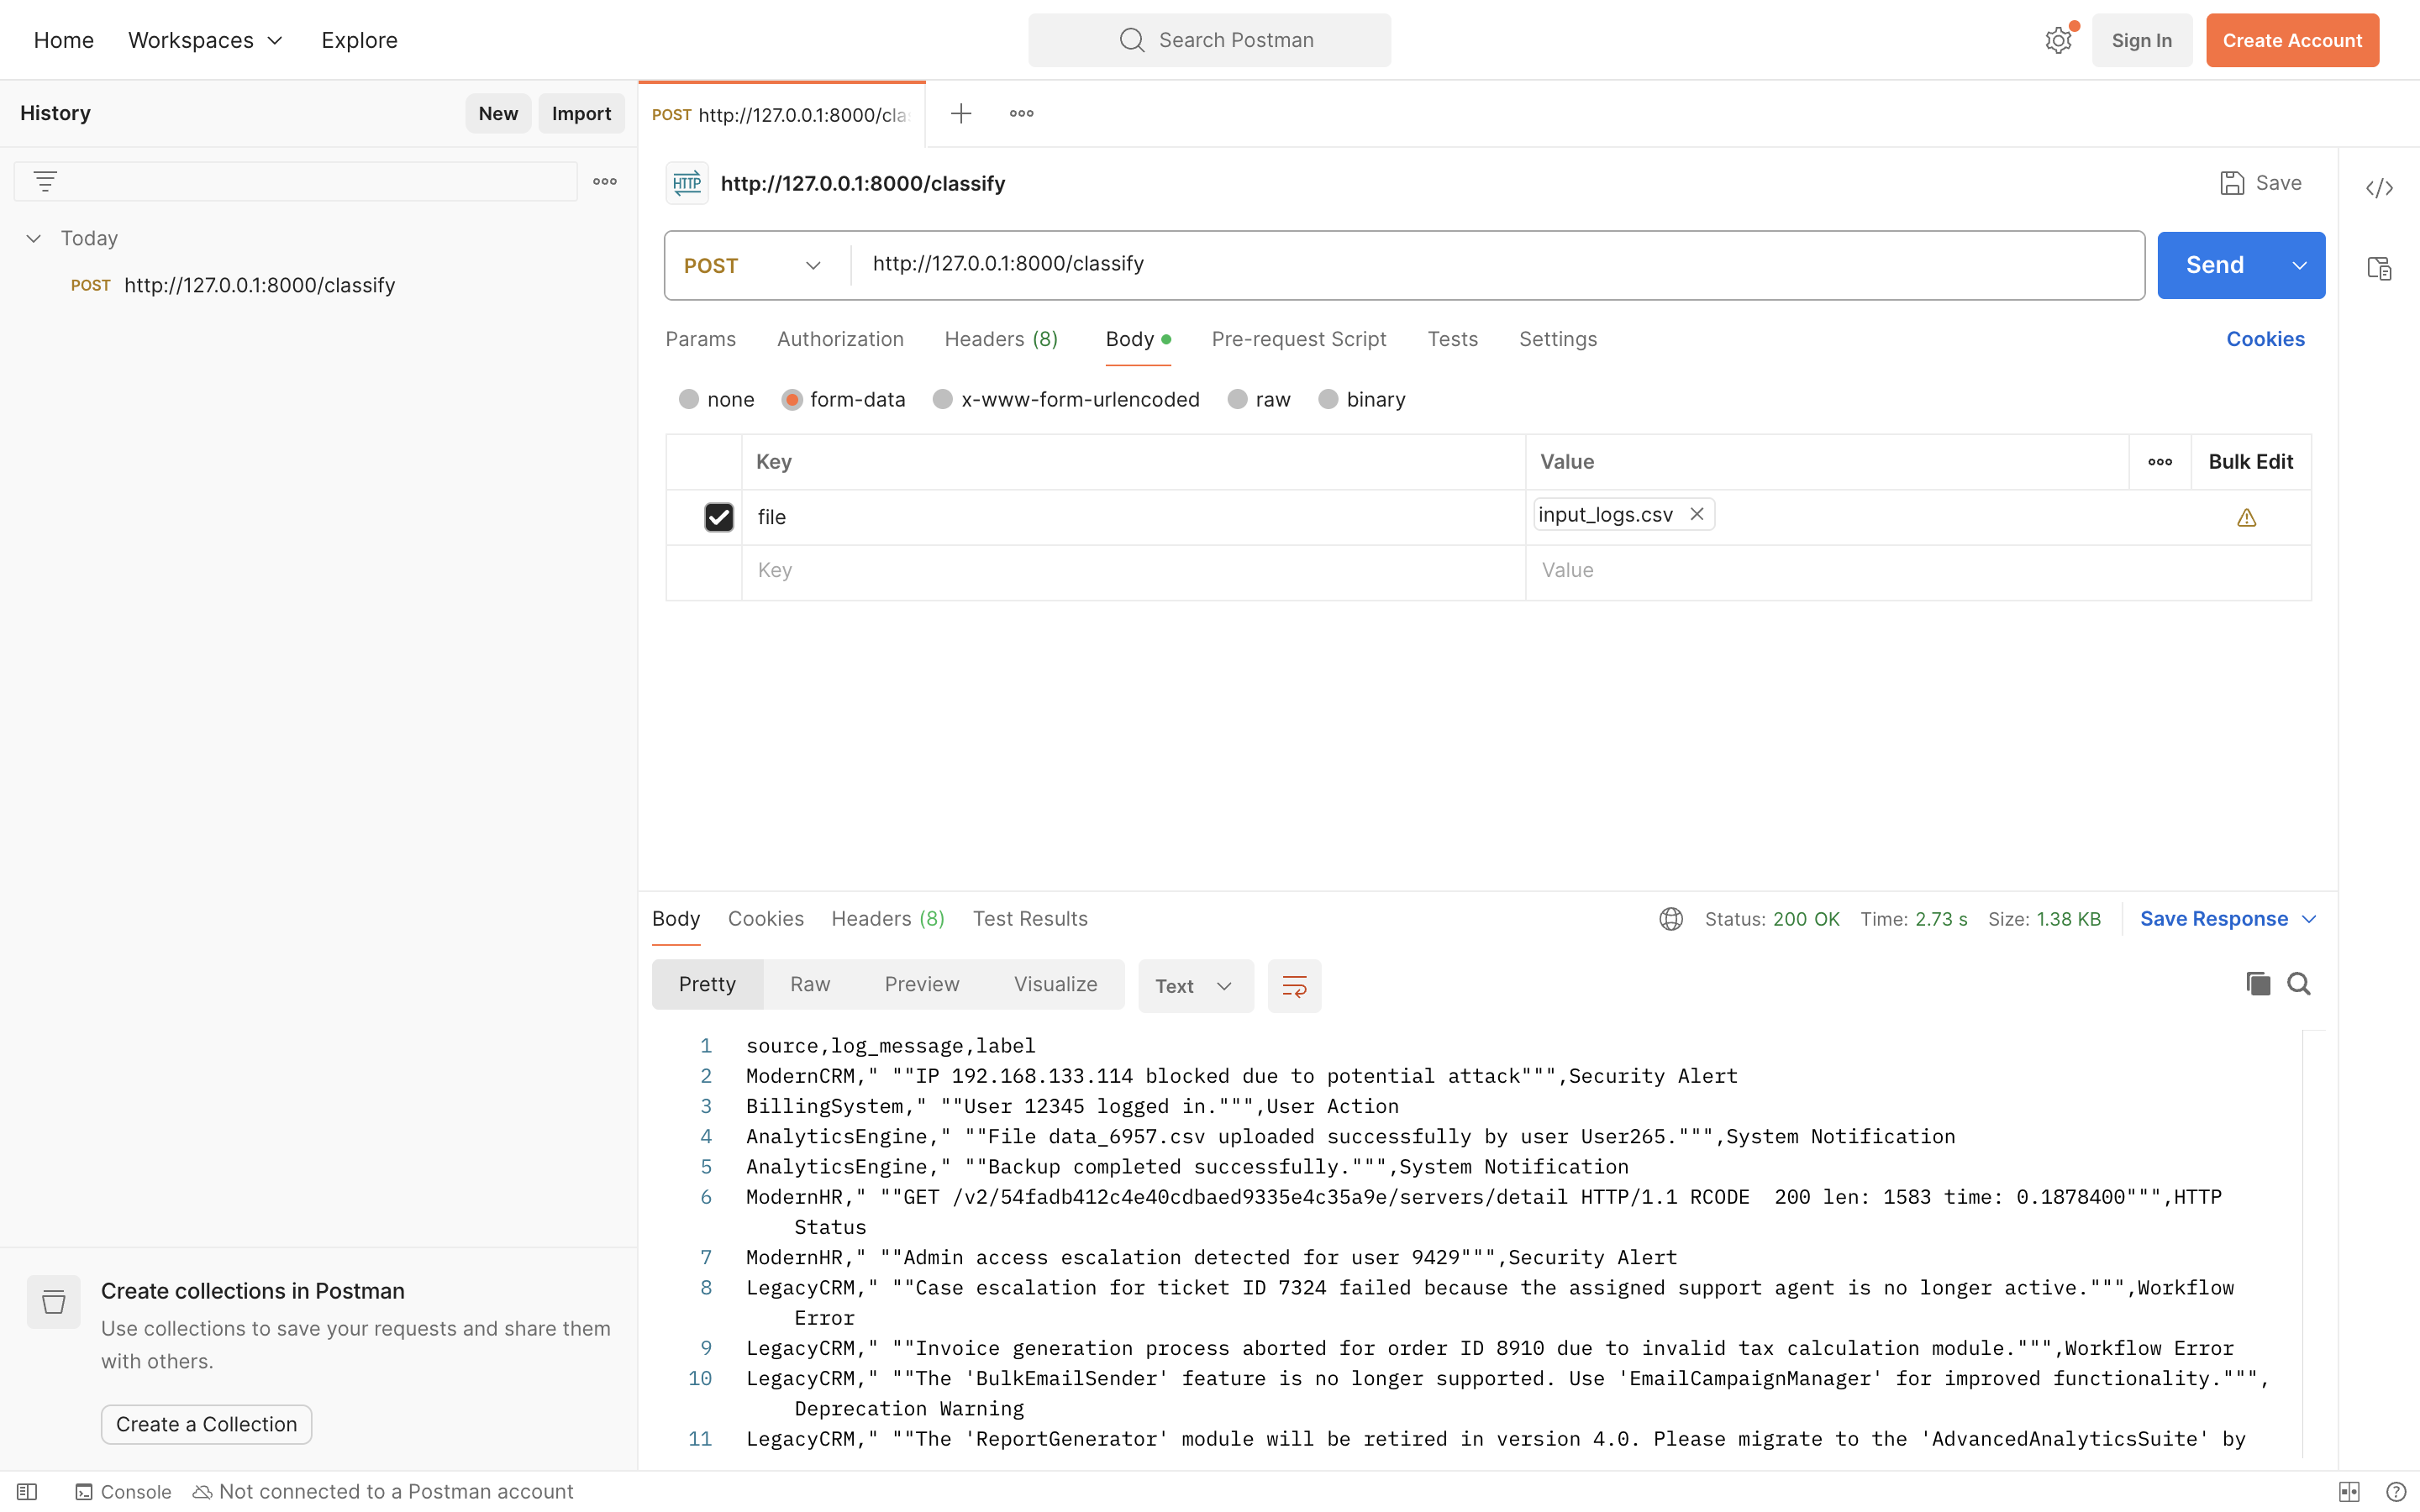 Home Workspaces Explore Search Postman Sign In Create Account
History New Import
POST http://127.0.0.1:8000/cla
Today
POST http://127.0.0.1:8000/classify
HTTP http://127.0.0.1:8000/classify Save
POST http://127.0.0.1:8000/classify Send
Params Authorization Headers (8) Body Pre-request Script Tests Settings Cookies
none form-data x-www-form-urlencoded raw binary
Key Value Bulk Edit
file input_logs.csv
Key Value
Body Cookies Headers (8) Test Results Status: 200 OK Time: 2.73 s Size: 1.38 KB Save Response
Pretty Raw Preview Visualize Text
1 source,log_message,label
2 ModernCRM," ""IP 192.168.133.114 blocked due to potential attack""",Security Alert
3 BillingSystem," ""User 12345 logged in.""",User Action
4 AnalyticsEngine," ""File data_6957.csv uploaded successfully by user User265.""",System Notification
5 AnalyticsEngine," ""Backup completed successfully.""",System Notification
6 ModernHR," ""GET /v2/54fadb412c4e40cdbaed9335e4c35a9e/servers/detail HTTP/1.1 RCODE  200 len: 1583 time: 0.1878400""",HTTP
Status
7 ModernHR," ""Admin access escalation detected for user 9429""",Security Alert
8 LegacyCRM," ""Case escalation for ticket ID 7324 failed because the assigned support agent is no longer active.""",Workflow
Error
9 LegacyCRM," ""Invoice generation process aborted for order ID 8910 due to invalid tax calculation module.""",Workflow Error
10 LegacyCRM," ""The 'BulkEmailSender' feature is no longer supported. Use 'EmailCampaignManager' for improved functionality.""",
Deprecation Warning
11 LegacyCRM," ""The 'ReportGenerator' module will be retired in version 4.0. Please migrate to the 'AdvancedAnalyticsSuite' by
Create collections in Postman
Use collections to save your requests and share them
with others.
Create a Collection
Console Not connected to a Postman account